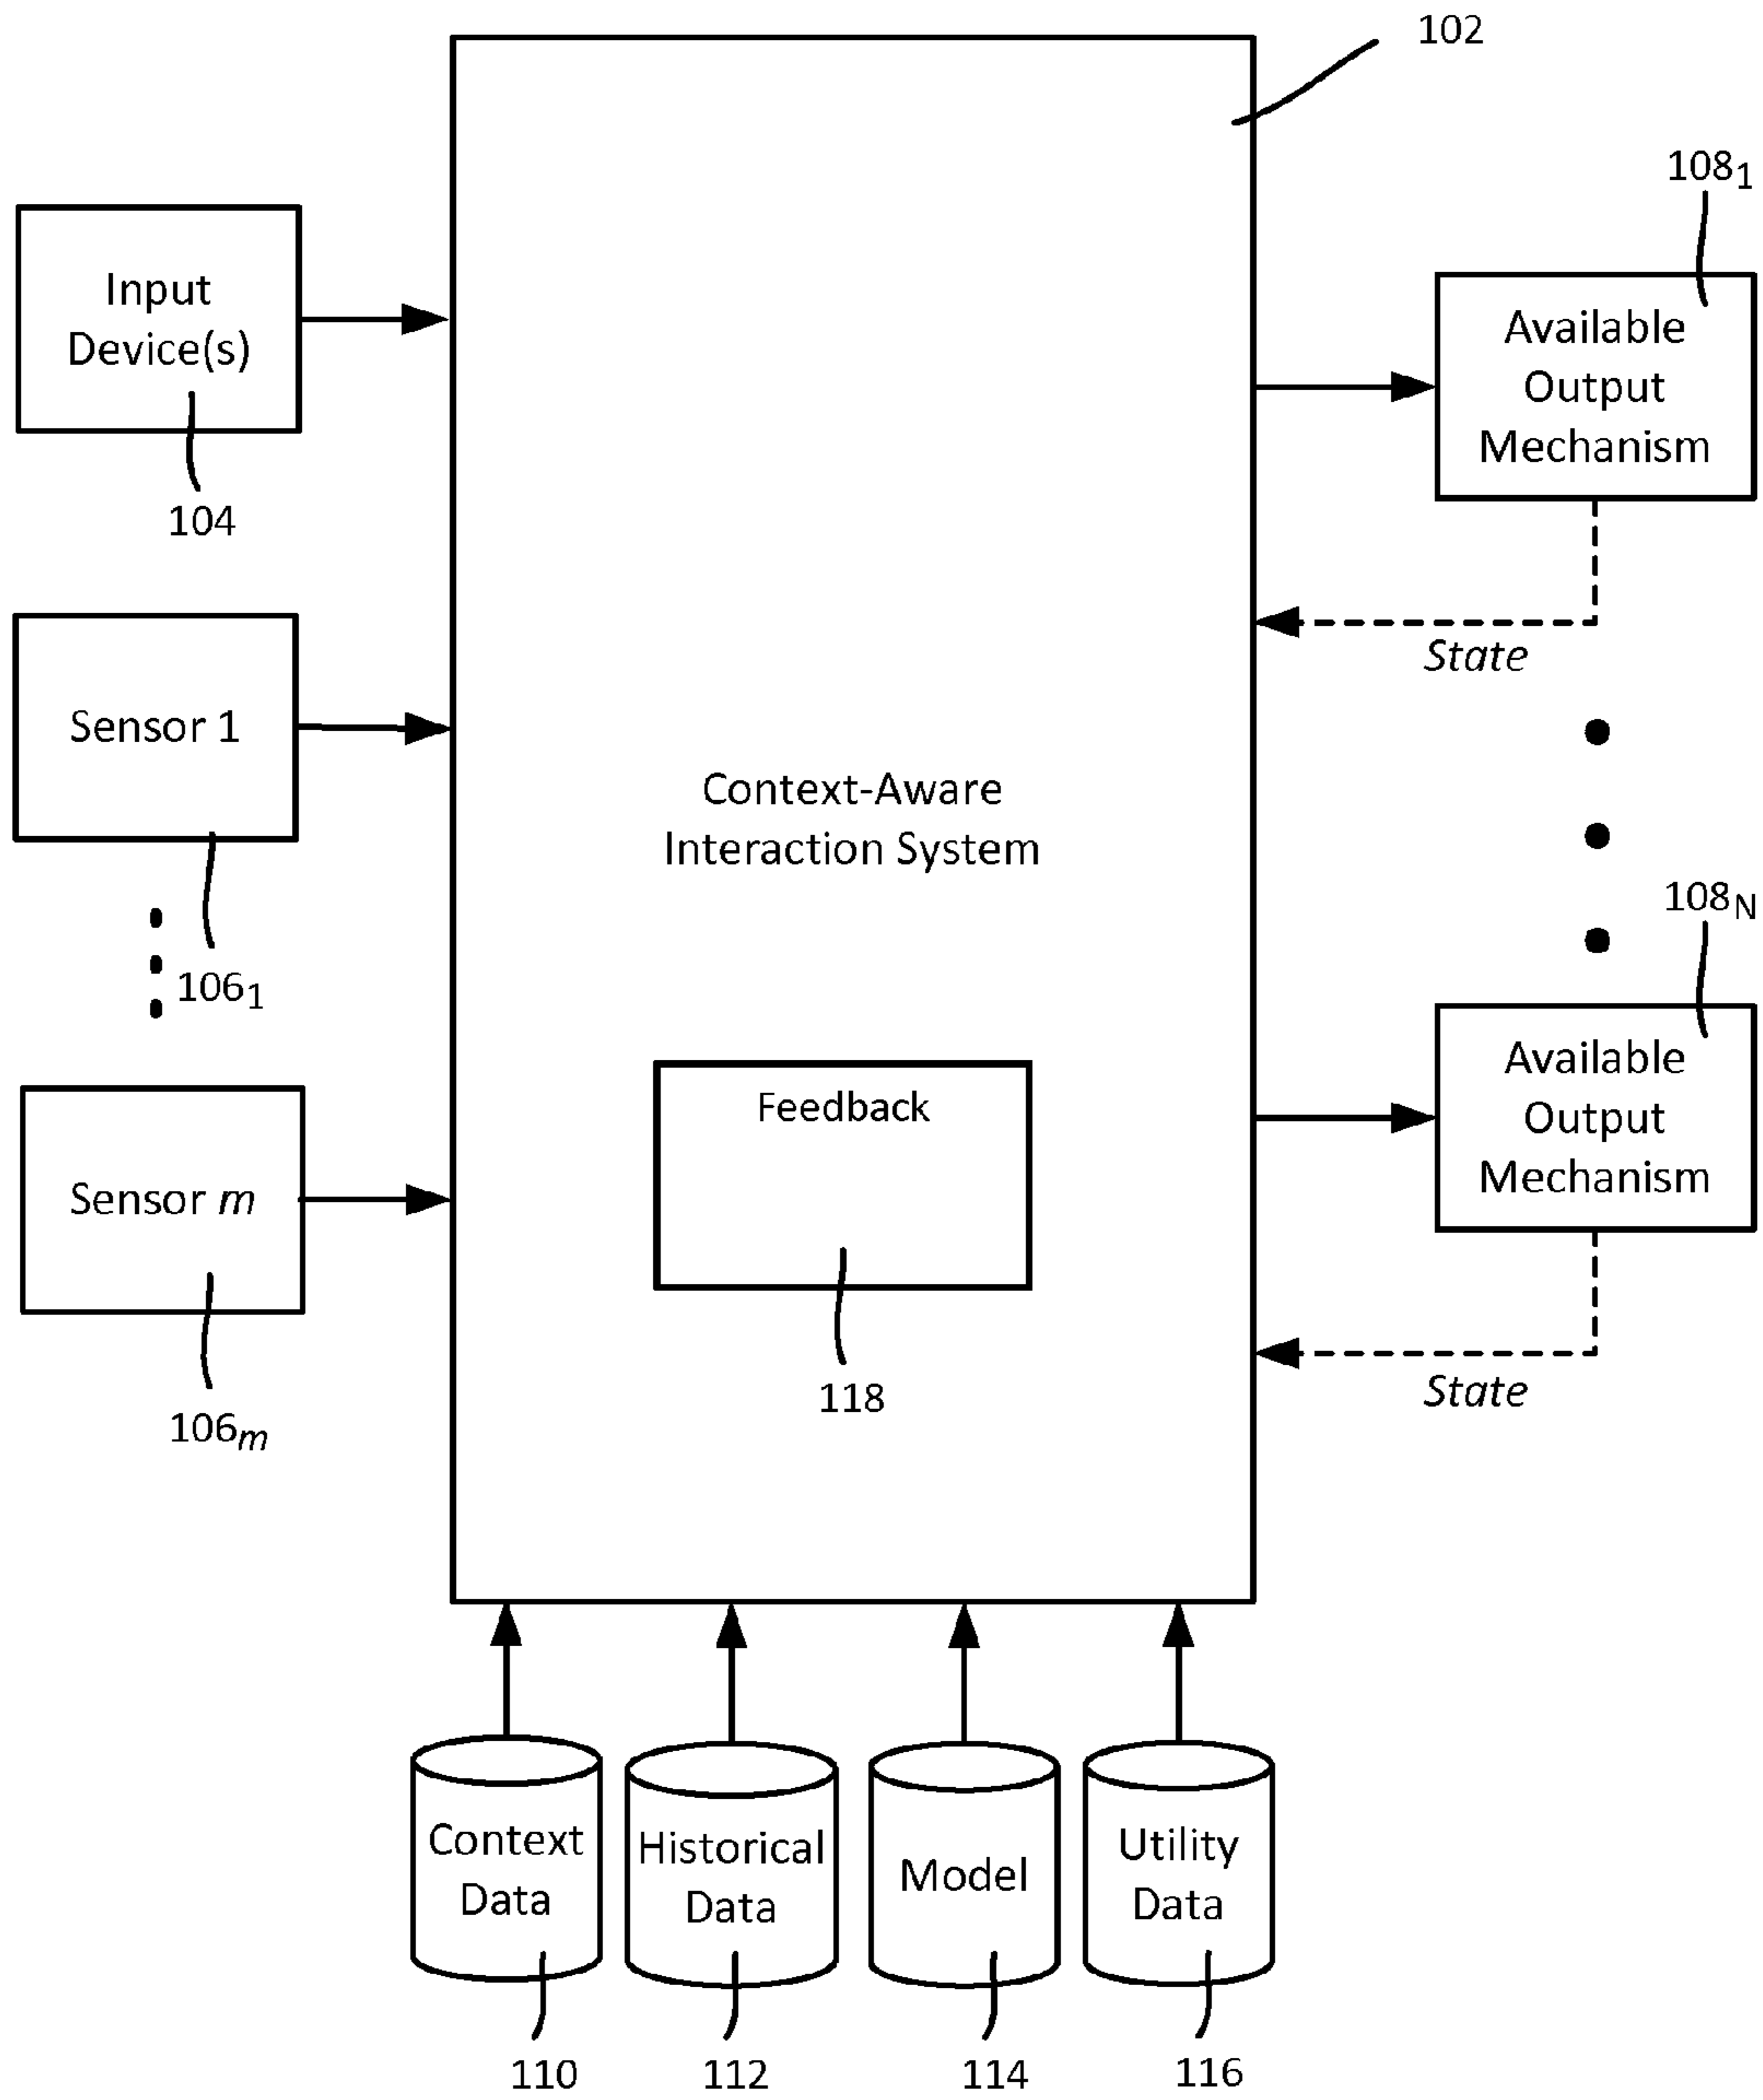 102
108₁
Input
Device(s)
104
Available
Output
Mechanism
State
Sensor 1
106₁
Context-Aware
Interaction System
108N
Available
Output
Mechanism
State
Feedback
118
Sensor m
106m
Context
Data
110
Historical
Data
112
Model
114
Utility
Data
116